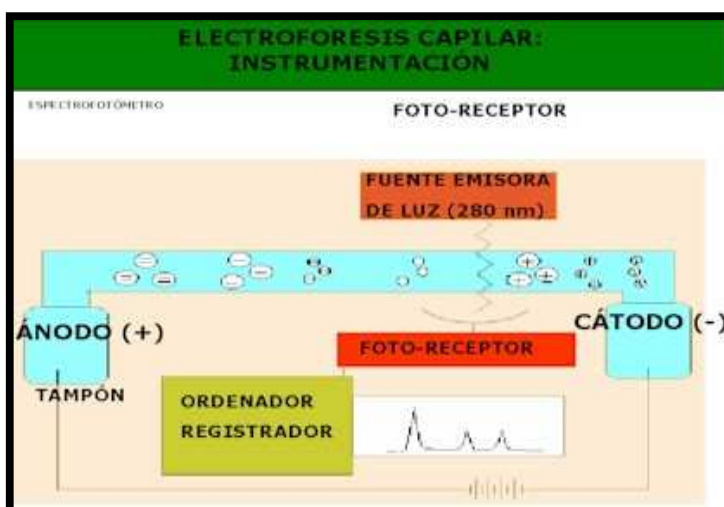 ELECTROFORESIS CAPILAR:
INSTRUMENTACIÓN
ESPECTROFOTÓMETRO
FOTO-RECEPTOR
FUENTE EMISORA
DE LUZ (280 nm)
ÁNODO (+)
CÁTODO (-)
FOTO-RECEPTOR
TAMPÓN
ORDENADOR
REGISTRADOR